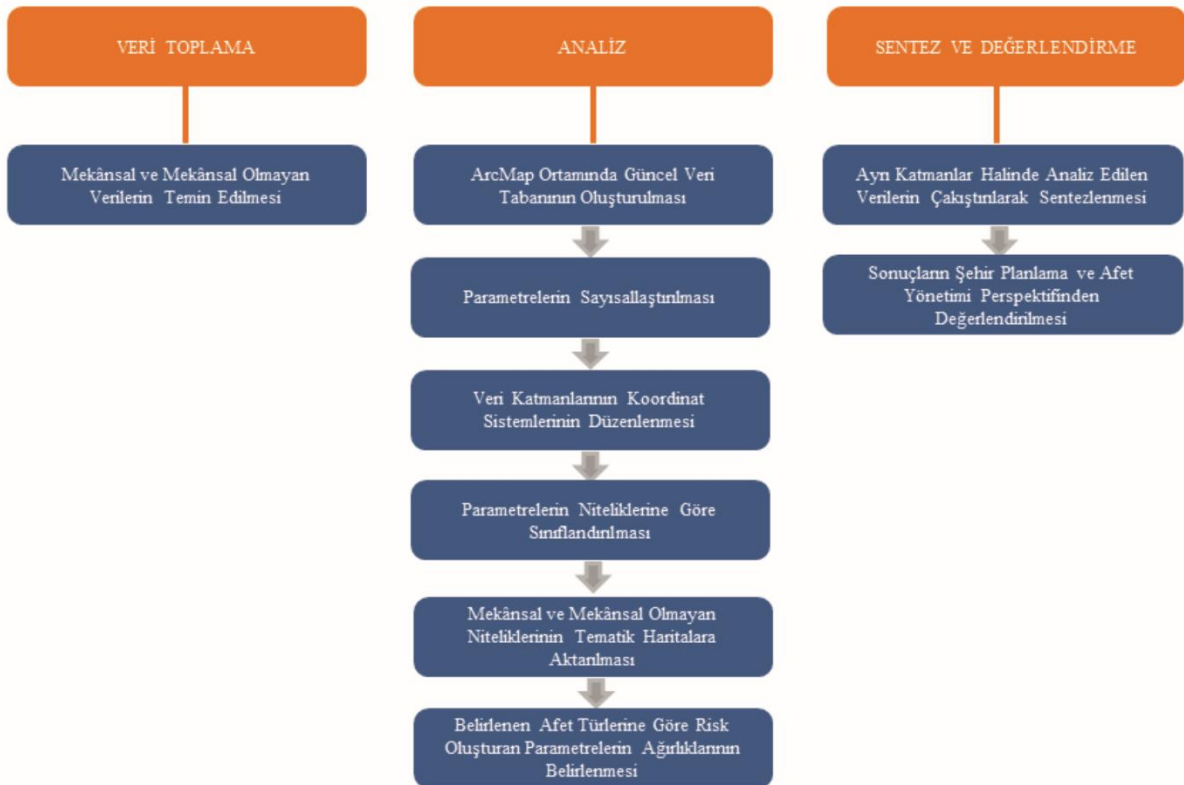 VERİ TOPLAMA
Mekânsal ve Mekânsal Olmayan
Verilerin Temin Edilmesi
ANALİZ
ArcMap Ortamında Güncel Veri
Tabanının Oluşturulması
Parametrelerin Sayısallaştırılması
Veri Katmanlarının Koordinat
Sistemlerinin Düzenlenmesi
Parametrelerin Niteliklerine Göre
Sınıflandırılması
Mekânsal ve Mekânsal Olmayan
Niteliklerinin Tematik Haritalara
Aktarılması
Belirlenen Afet Türlerine Göre Risk
Oluşturan Parametrelerin Ağırlıklarının
Belirlenmesi
SENTEZ VE DEĞERLENDİRME
Ayrı Katmanlar Halinde Analiz Edilen
Verilerin Çakıştırılarak Sentezlenmesi
Sonuçların Şehir Planlama ve Afet
Yönetimi Perspektifinden
Değerlendirilmesi